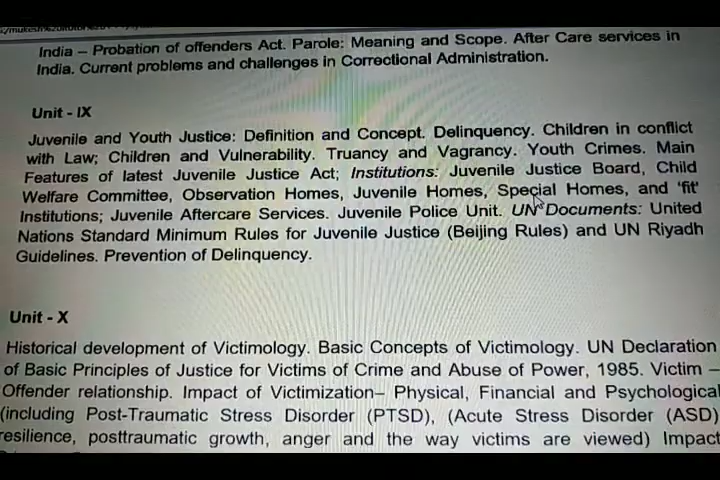 India – Probation of offenders Act. Parole: Meaning and Scope. After Care services in
India. Current problems and challenges in Correctional Administration.
Unit - IX
Juvenile and Youth Justice: Definition and Concept. Delinquency. Children in conflict
with Law; Children and Vulnerability. Truancy and Vagrancy. Youth Crimes. Main
Features of latest Juvenile Justice Act; Institutions: Juvenile Justice Board, Child
Welfare Committee, Observation Homes, Juvenile Homes, Special Homes, and 'fit'
Institutions; Juvenile Aftercare Services. Juvenile Police Unit. UN Documents: United
Nations Standard Minimum Rules for Juvenile Justice (Beijing Rules) and UN Riyadh
Guidelines. Prevention of Delinquency.
Unit - X
Historical development of Victimology. Basic Concepts of Victimology. UN Declaration
of Basic Principles of Justice for Victims of Crime and Abuse of Power, 1985. Victim –
Offender relationship. Impact of Victimization– Physical, Financial and Psychological
(including Post-Traumatic Stress Disorder (PTSD), (Acute Stress Disorder (ASD)
resilience, posttraumatic growth, anger and the way victims are viewed) Impact